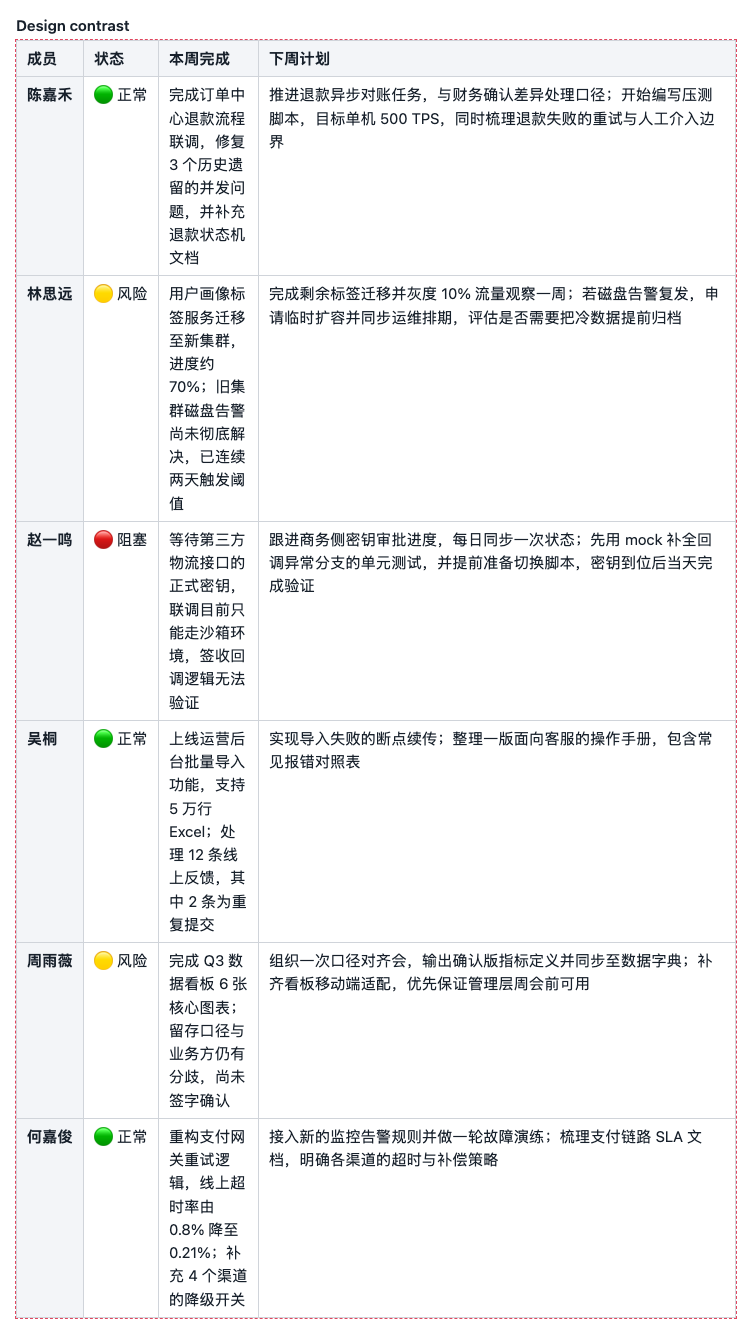 Design contrast
成员 状态 本周完成 下周计划
陈嘉禾 正常 完成订单中 推进退款异步对账任务，与财务确认差异处理口径；开始编写压测
心退款流程 脚本，目标单机 500 TPS，同时梳理退款失败的重试与人工介入边
联调，修复 界
3 个历史遗
留的并发问
题，并补充
退款状态机
文档
林思远 风险 用户画像标 完成剩余标签迁移并灰度 10% 流量观察一周；若磁盘告警复发，申
签服务迁移 请临时扩容并同步运维排期，评估是否需要把冷数据提前归档
至新集群，
进度约
70%；旧集
群磁盘告警
尚未彻底解
决，已连续
两天触发阈
值
赵一鸣 阻塞 等待第三方 跟进商务侧密钥审批进度，每日同步一次状态；先用 mock 补全回
物流接口的 调异常分支的单元测试，并提前准备切换脚本，密钥到位后当天完
正式密钥， 成验证
联调目前只
能走沙箱环
境，签收回
调逻辑无法
验证
吴桐 正常 上线运营后 实现导入失败的断点续传；整理一版面向客服的操作手册，包含常
台批量导入 见报错对照表
功能，支持
5 万行
Excel；处
理 12 条线
上反馈，其
中 2 条为重
复提交
周雨薇 风险 完成 Q3 数 组织一次口径对齐会，输出确认版指标定义并同步至数据字典；补
据看板 6 张 齐看板移动端适配，优先保证管理层周会前可用
核心图表；
留存口径与
业务方仍有
分歧，尚未
签字确认
何嘉俊 正常 重构支付网 接入新的监控告警规则并做一轮故障演练；梳理支付链路 SLA 文
关重试逻 档，明确各渠道的超时与补偿策略
辑，线上超
时率由
0.8% 降至
0.21%；补
充 4 个渠道
的降级开关